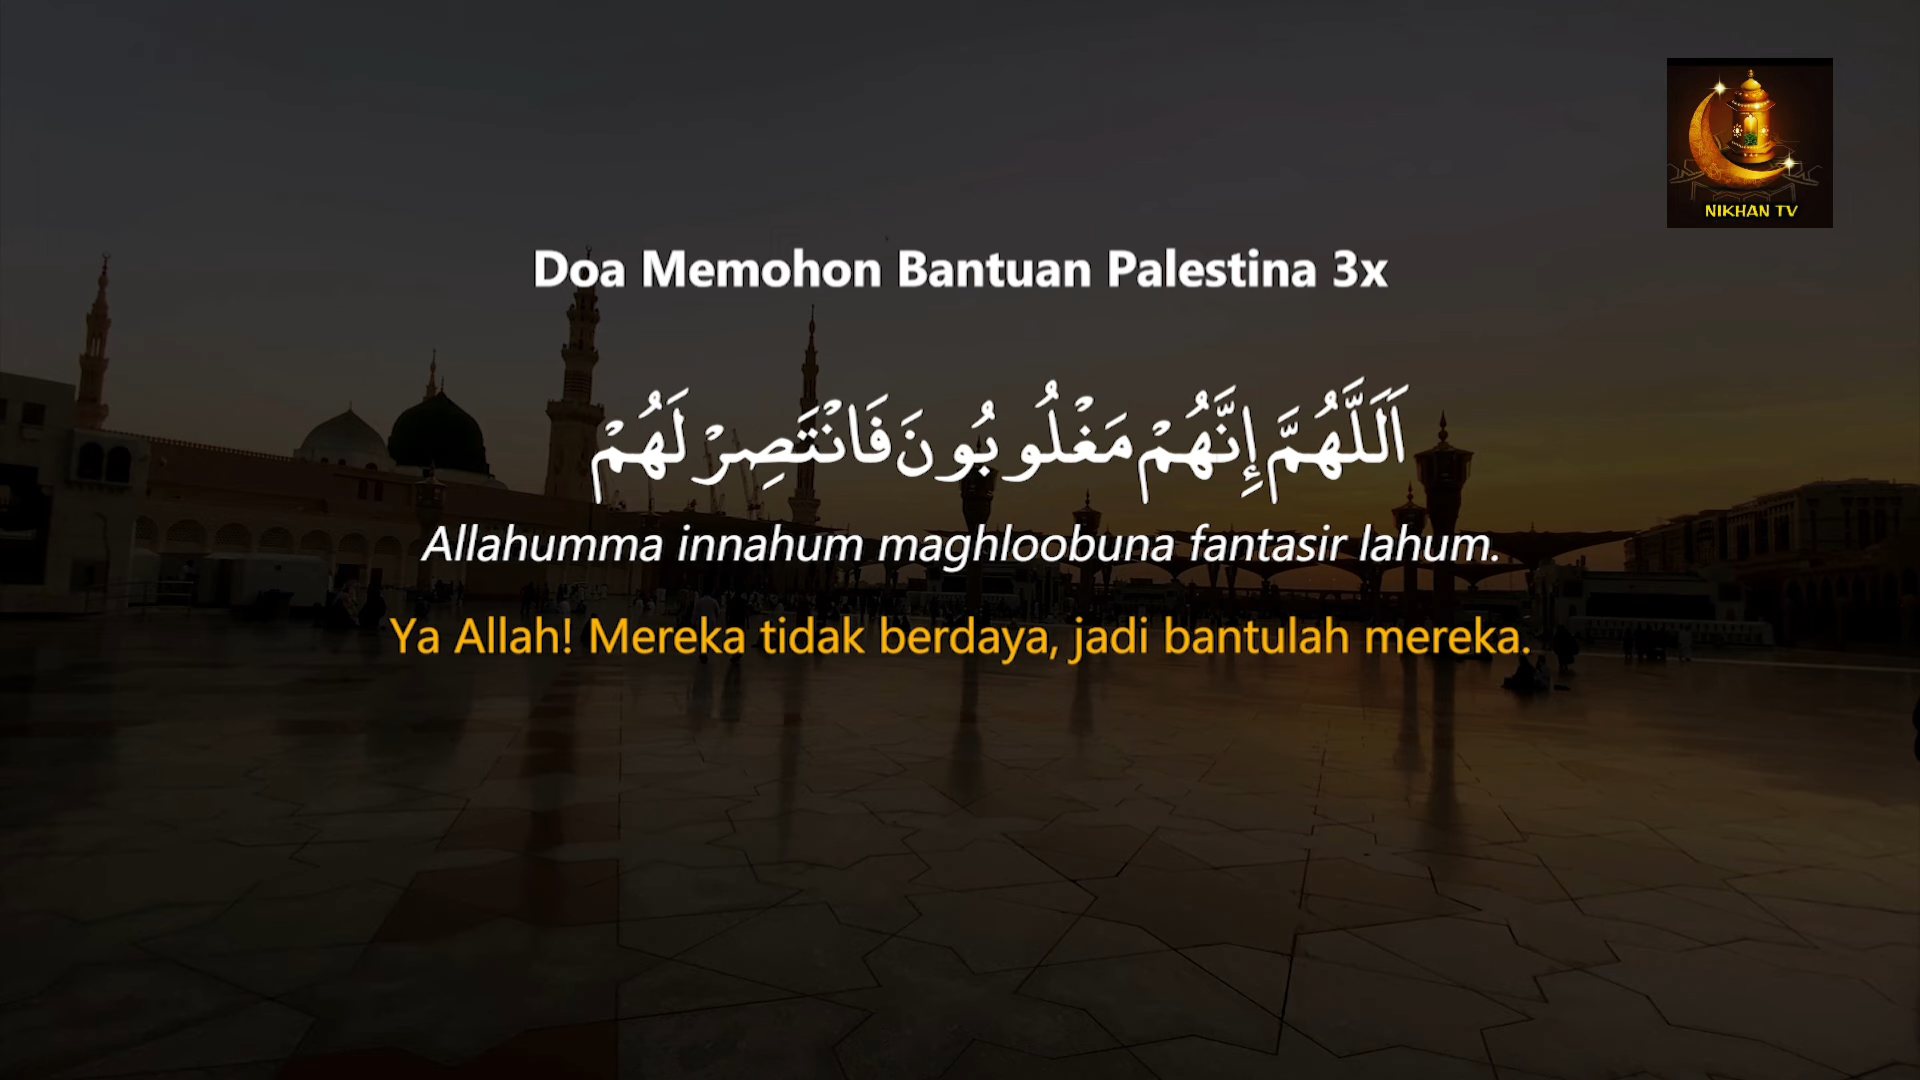 NIKHAN TV
Doa Memohon Bantuan Palestina 3x
اَللَّهُمَّ إِنَّهُمْ مَغْلُوبُونَ فَانْتَصِرْ لَهُمْ
Allahumma innahum maghloobuna fantasir lahum.
Ya Allah! Mereka tidak berdaya, jadi bantulah mereka.